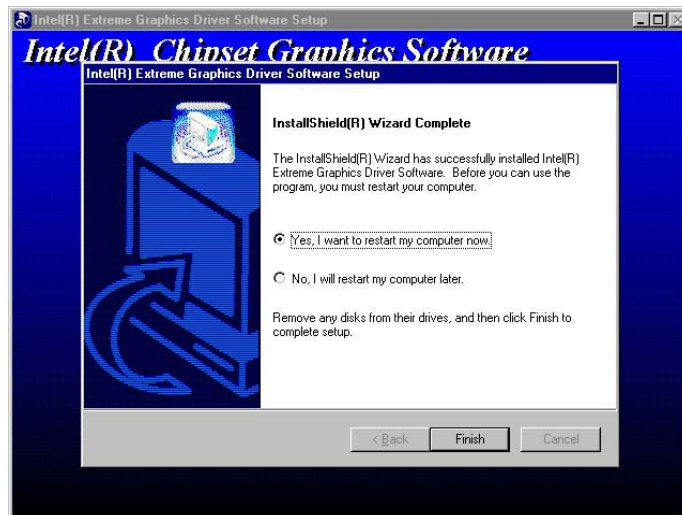 Intel(R) Extreme Graphics Driver Software Setup
Intel(R) Chipset Graphics Software
Intel(R) Extreme Graphics Driver Software Setup
InstallShield(R) Wizard Complete
The InstallShield(R) Wizard has successfully installed Intel(R)
Extreme Graphics Driver Software. Before you can use the
program, you must restart your computer.
Yes, I want to restart my computer now.
No, I will restart my computer later.
Remove any disks from their drives, and then click Finish to
complete setup.
< Back Finish Cancel